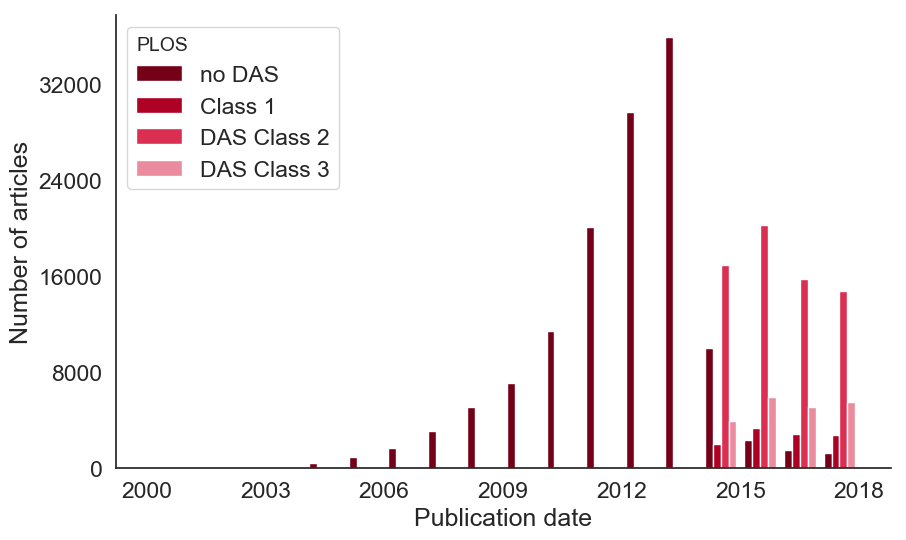 PLOS
no DAS
Class 1
DAS Class 2
DAS Class 3
Number of articles
32000
24000
16000
8000
0
2000 2003 2006 2009 2012 2015 2018
Publication date